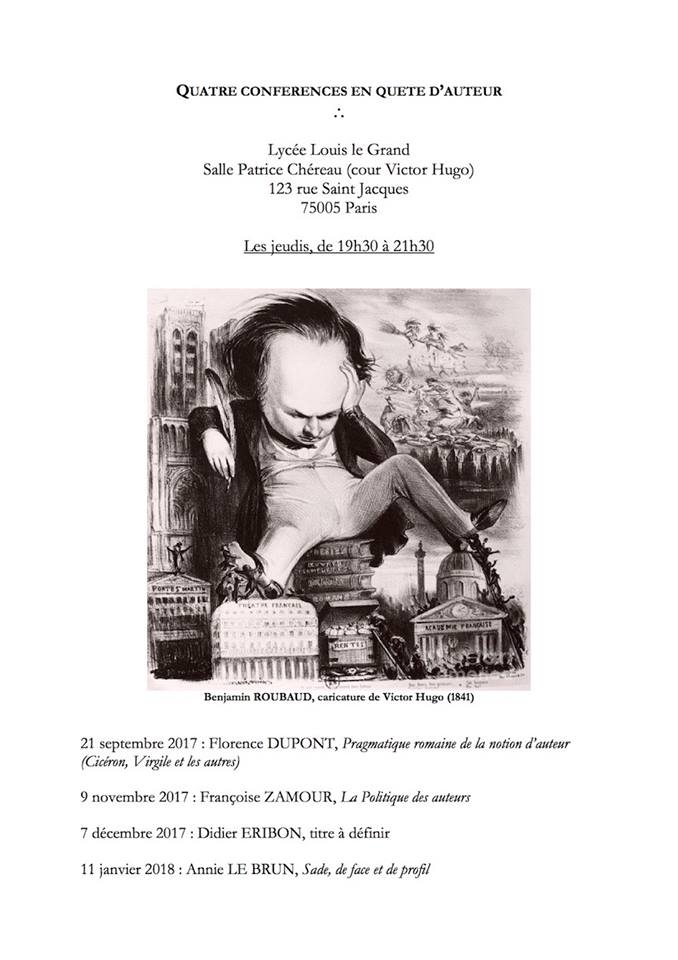 QUATRE CONFERENCES EN QUETE D'AUTEUR
∴
Lycée Louis le Grand
Salle Patrice Chéreau (cour Victor Hugo)
123 rue Saint Jacques
75005 Paris
Les jeudis, de 19h30 à 21h30
THEATRE FRANÇAIS
RENTES
ACADEMIE FRANÇAISE
Benjamin ROUBAUD, caricature de Victor Hugo (1841)
21 septembre 2017 : Florence DUPONT, Pragmatique romaine de la notion d'auteur
(Cicéron, Virgile et les autres)
9 novembre 2017 : Françoise ZAMOUR, La Politique des auteurs
7 décembre 2017 : Didier ERIBON, titre à définir
11 janvier 2018 : Annie LE BRUN, Sade, de face et de profil